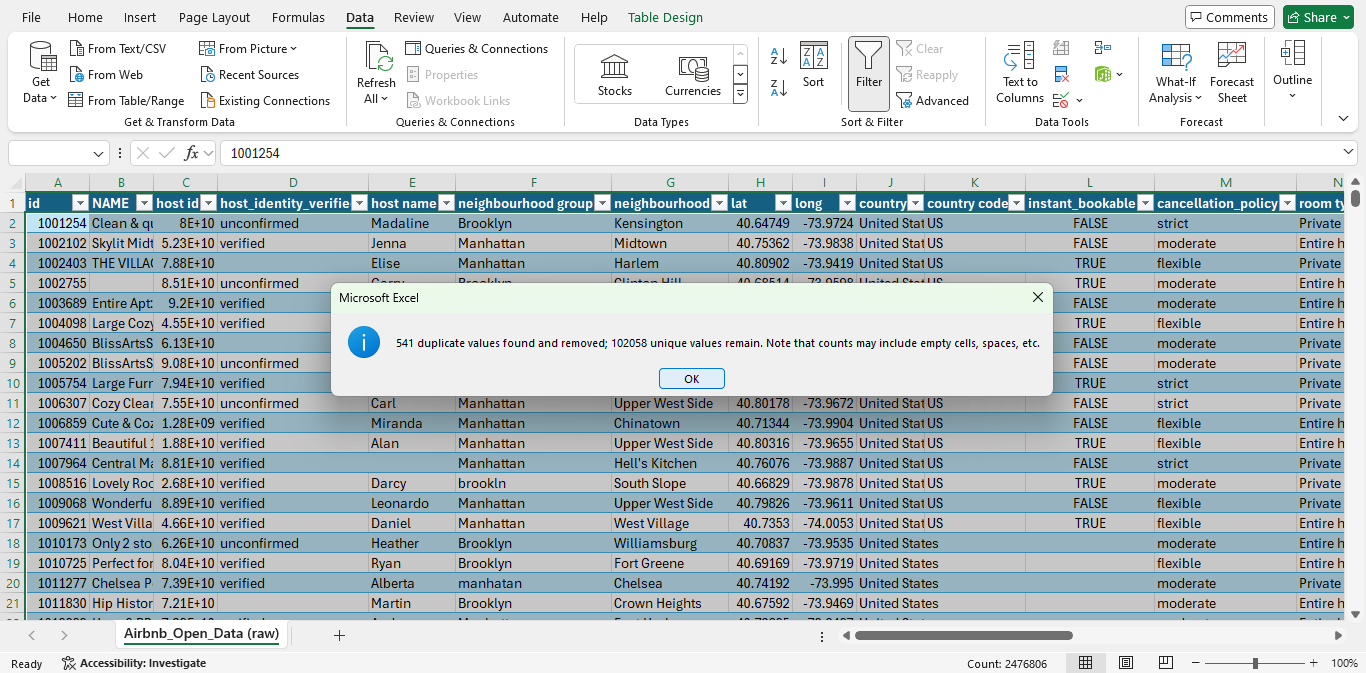 File Home Insert Page Layout Formulas Data Review View Automate Help Table Design Comments Share
Get Data
From Text/CSV
From Web
From Table/Range
From Picture
Recent Sources
Existing Connections
Get & Transform Data
Refresh All
Queries & Connections
Properties
Workbook Links
Queries & Connections
Stocks Currencies
Data Types
Sort
Filter
Clear
Reapply
Advanced
Sort & Filter
Text to Columns
Data Tools
What-If Analysis
Forecast Sheet
Forecast
Outline
fx 1001254
A B C D E F G H I J K L M N
1 id NAME host id host_identity_verifie host name neighbourhood group neighbourhood lat long country country code instant_bookable cancellation_policy room ty
2 1001254 Clean & qu 8E+10 unconfirmed Madaline Brooklyn Kensington 40.64749 -73.9724 United Stat US FALSE strict Private
3 1002102 Skylit Midt 5.23E+10 verified Jenna Manhattan Midtown 40.75362 -73.9838 United Stat US FALSE moderate Entire h
4 1002403 THE VILLAG 7.88E+10 Elise Manhattan Harlem 40.80902 -73.9419 United Stat US TRUE flexible Private
5 1002755 8.51E+10 unconfirmed Garry Brooklyn Clinton Hill 40.68514 -73.9598 United Stat US TRUE moderate Entire h
6 1003689 Entire Apt: 9.2E+10 verified FALSE moderate Entire h
7 1004098 Large Cozy 4.55E+10 verified TRUE flexible Private
8 1004650 BlissArtsS 6.13E+10 FALSE moderate Private
9 1005202 BlissArtsS 9.08E+10 unconfirmed FALSE moderate Private
10 1005754 Large Furn 7.94E+10 verified TRUE strict Private
Microsoft Excel
541 duplicate values found and removed; 102058 unique values remain. Note that counts may include empty cells, spaces, etc.
OK
11 1006307 Cozy Clear 7.55E+10 unconfirmed Carl Manhattan Upper West Side 40.80178 -73.9672 United Stat US FALSE strict Private
12 1006859 Cute & Coz 1.28E+09 verified Miranda Manhattan Chinatown 40.71344 -73.9904 United Stat US FALSE flexible Entire h
13 1007411 Beautiful 1 1.88E+10 verified Alan Manhattan Upper West Side 40.80316 -73.9655 United Stat US TRUE flexible Entire h
14 1007964 Central Ma 8.81E+10 verified Manhattan Hell's Kitchen 40.76076 -73.9887 United Stat US FALSE strict Private
15 1008516 Lovely Roo 2.68E+10 verified Darcy brookln South Slope 40.66829 -73.9878 United Stat US TRUE moderate Private
16 1009068 Wonderfu 8.89E+10 verified Leonardo Manhattan Upper West Side 40.79826 -73.9611 United Stat US FALSE flexible Private
17 1009621 West Villa 4.66E+10 verified Daniel Manhattan West Village 40.7353 -74.0053 United Stat US TRUE flexible Entire h
18 1010173 Only 2 sto 6.26E+10 unconfirmed Heather Brooklyn Williamsburg 40.70837 -73.9535 United States moderate Entire h
19 1010725 Perfect for 8.04E+10 verified Ryan Brooklyn Fort Greene 40.69169 -73.9719 United States flexible Entire h
20 1011277 Chelsea P 7.39E+10 verified Alberta manhatan Chelsea 40.74192 -73.995 United States moderate Private
21 1011830 Hip Histor 7.21E+10 Martin Brooklyn Crown Heights 40.67592 -73.9469 United States moderate Entire h
Airbnb_Open_Data (raw)
Ready Accessibility: Investigate Count: 2476806 100%